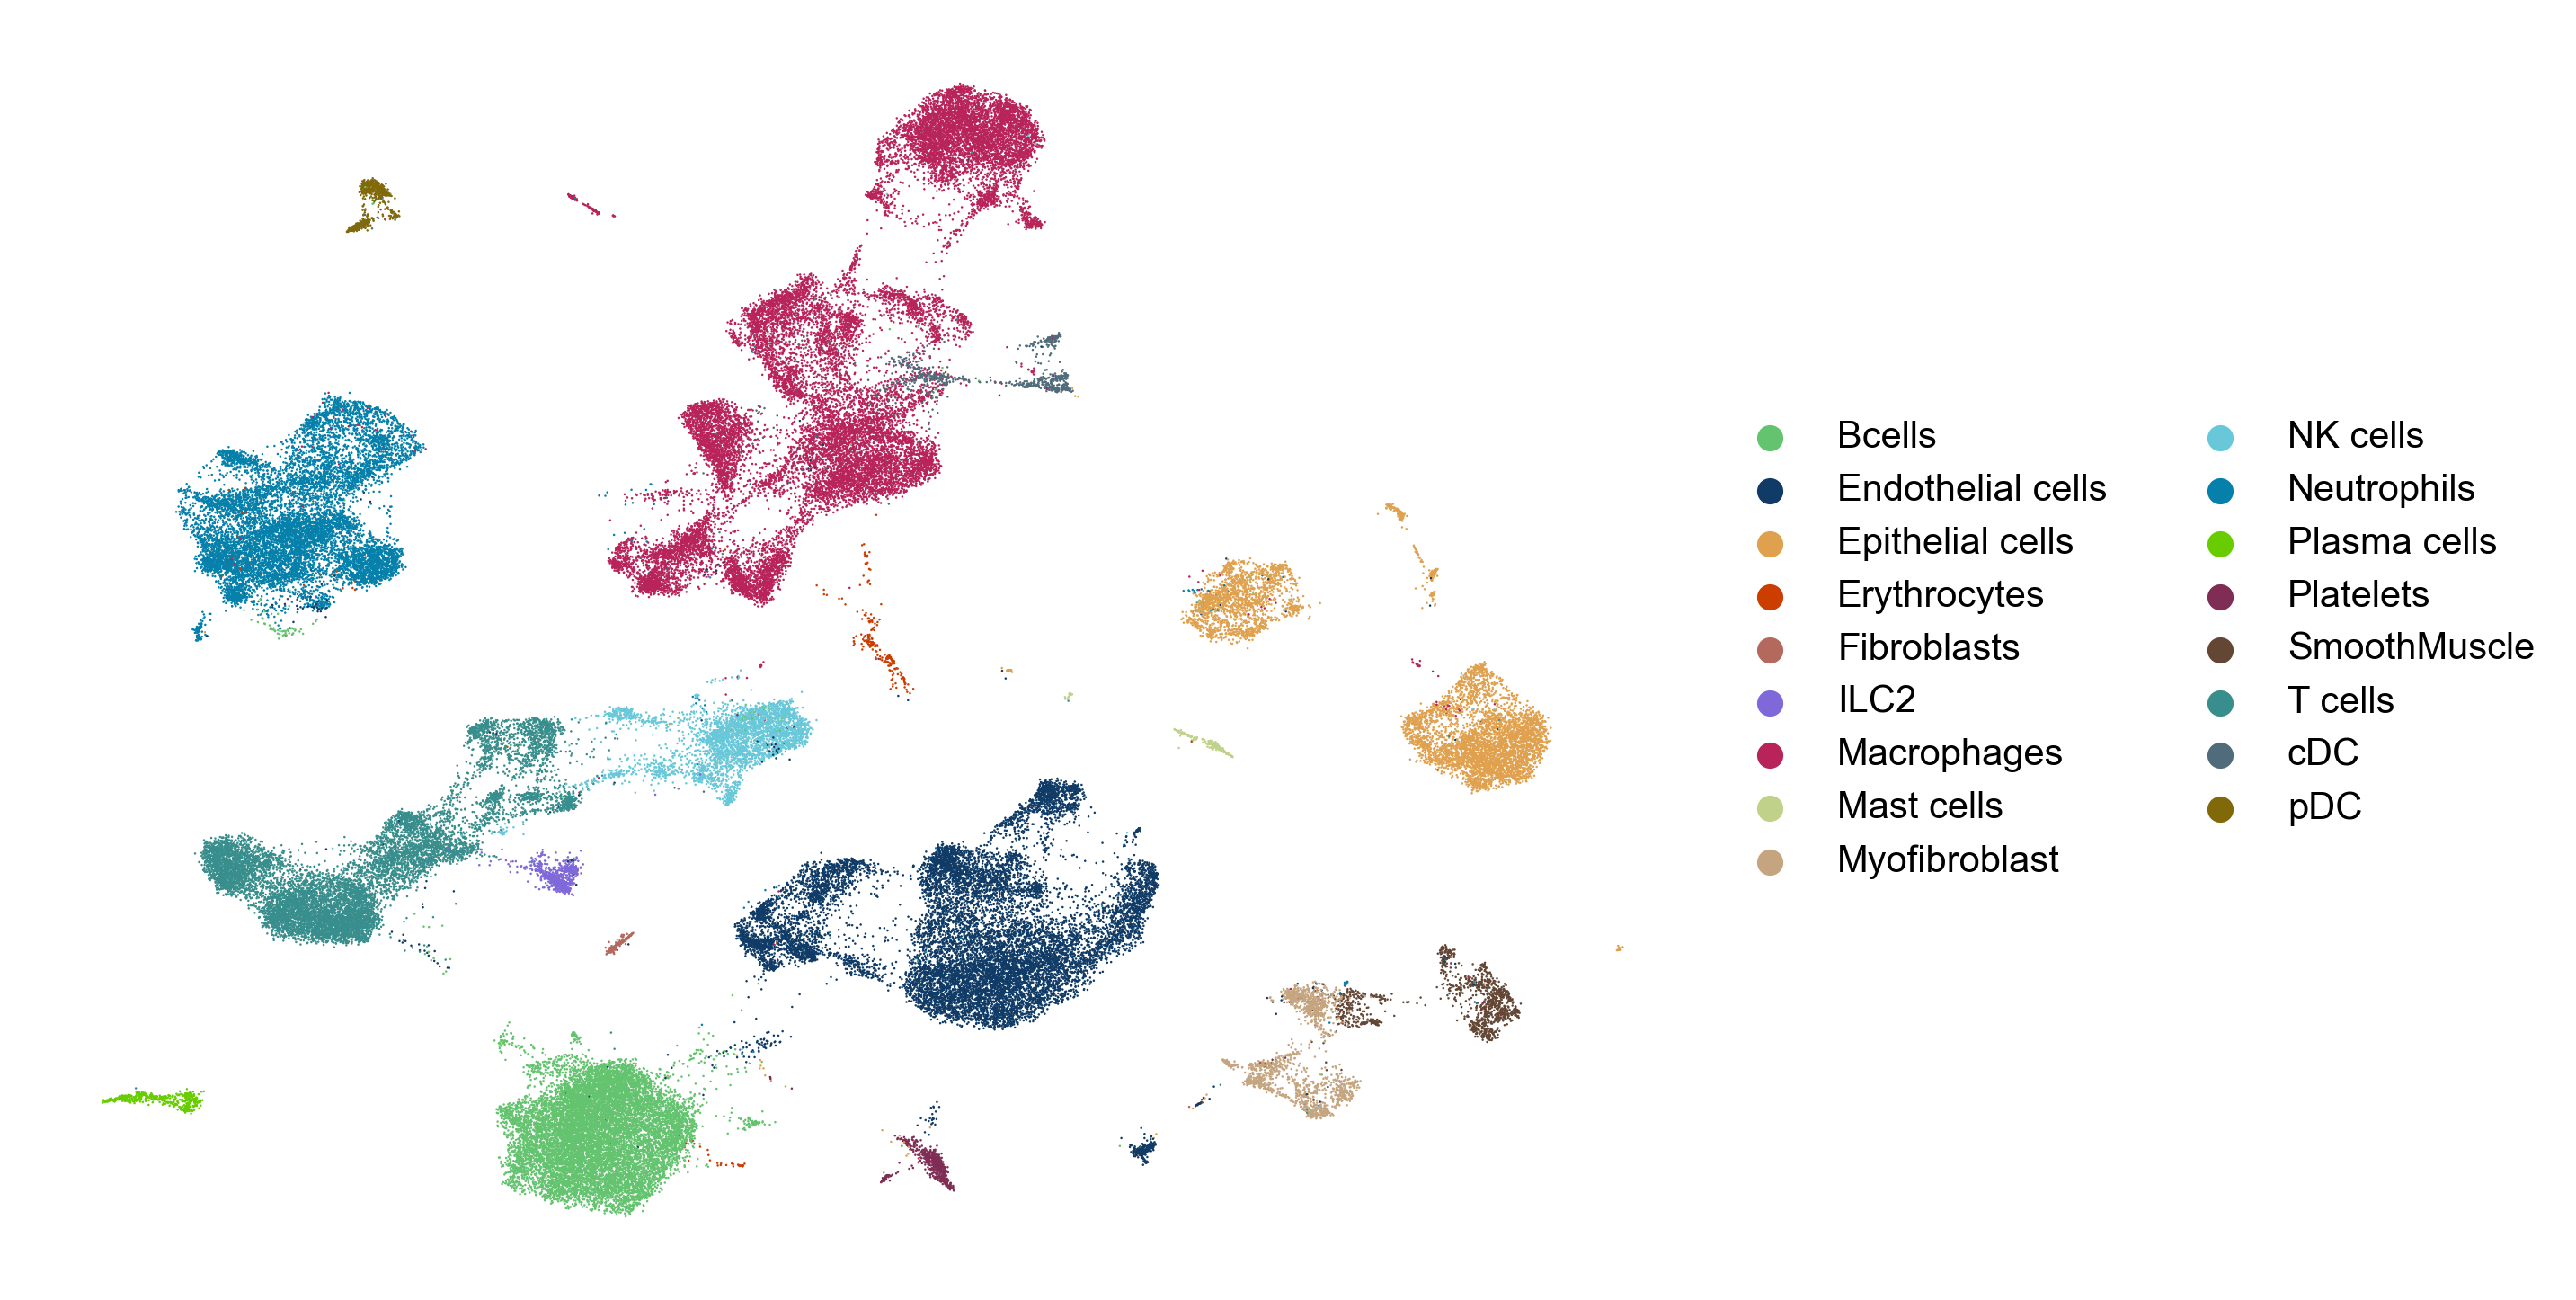 Bcells
Endothelial cells
Epithelial cells
Erythrocytes
Fibroblasts
ILC2
Macrophages
Mast cells
Myofibroblast
NK cells
Neutrophils
Plasma cells
Platelets
SmoothMuscle
T cells
cDC
pDC